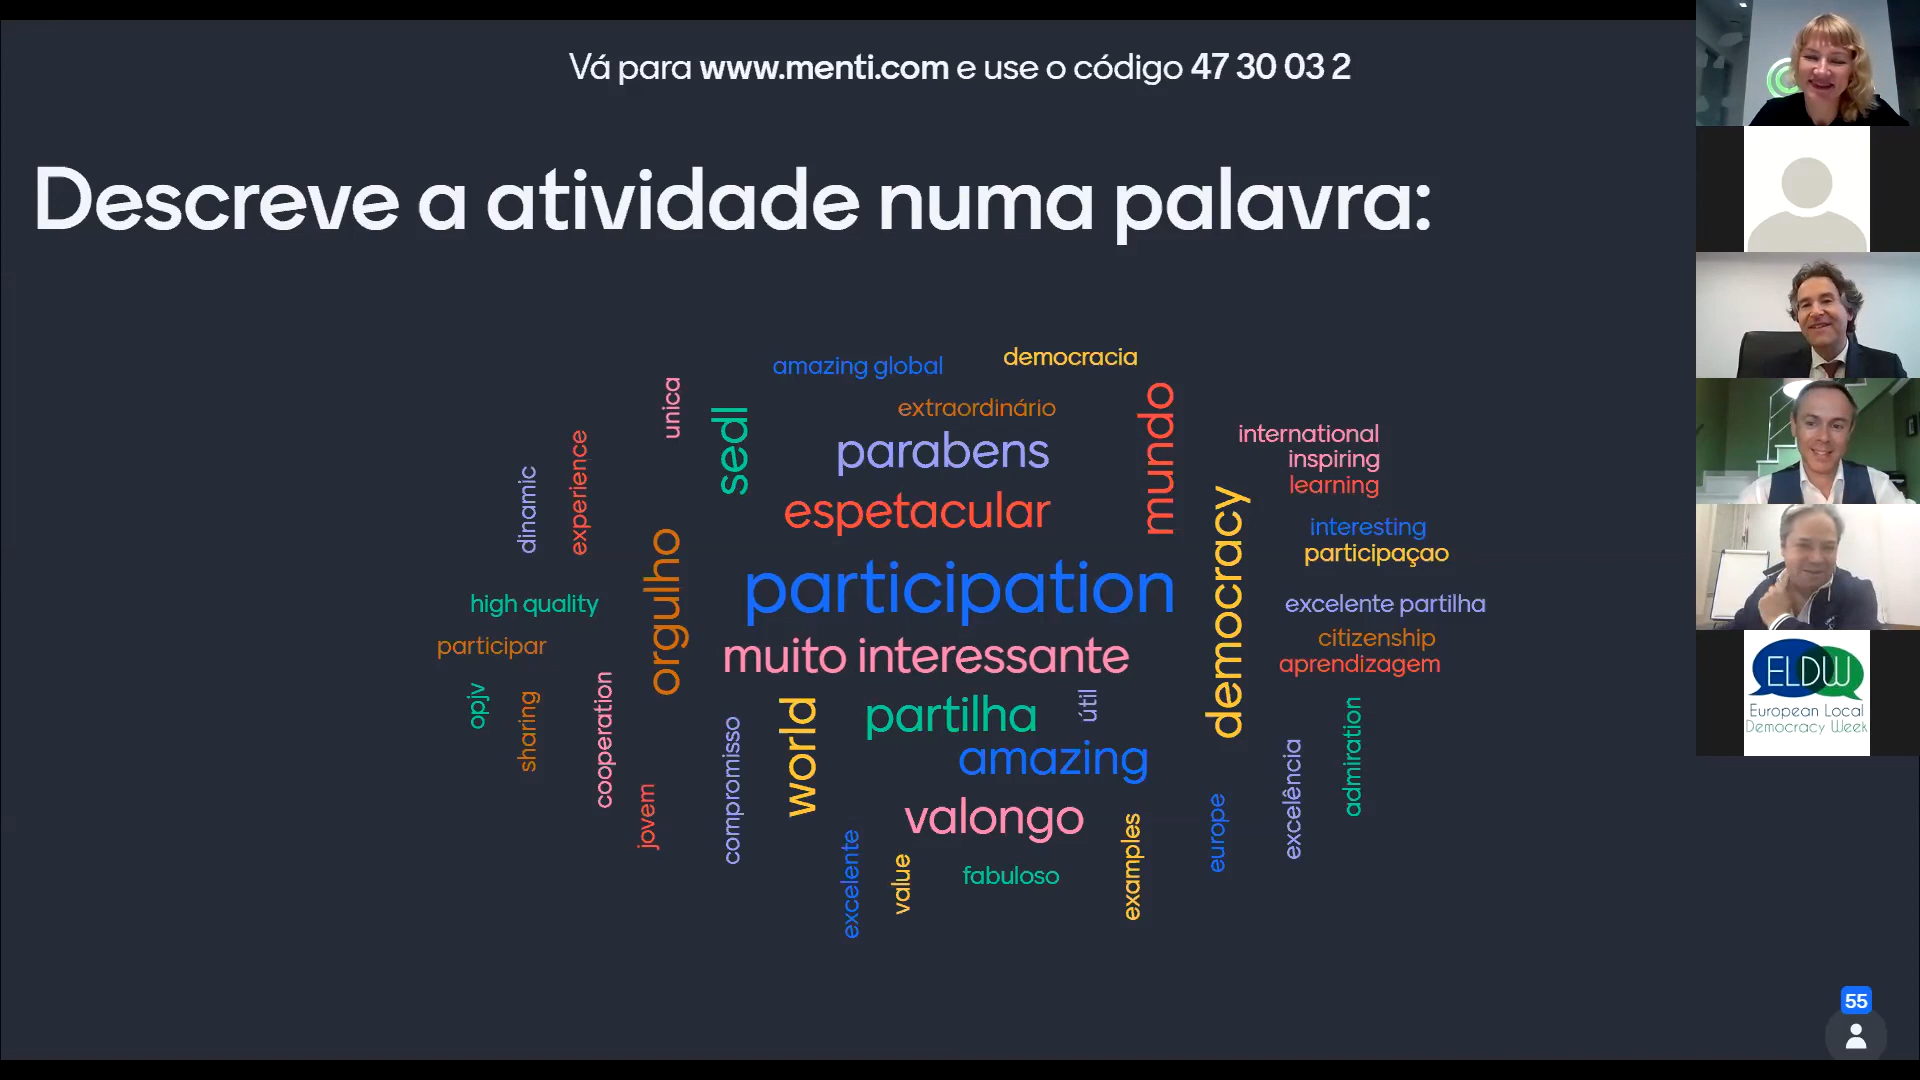 Vá para www.menti.com e use o código 47 30 03 2
Descreve a atividade numa palavra:
amazing global
democracia
unica
sedl
extraordinário
mundo
parabens
international
inspiring
learning
dinamic
experience
espetacular
democracy
interesting
participaçao
orgulho
participation
high quality
excelente partilha
participar
muito interessante
citizenship
aprendizagem
opjv
sharing
cooperation
compromisso
world
partilha
útil
amazing
admiration
jovem
valongo
europe
excelência
excelente
value
fabuloso
examples
ELDW
European Local
Democracy Week
55